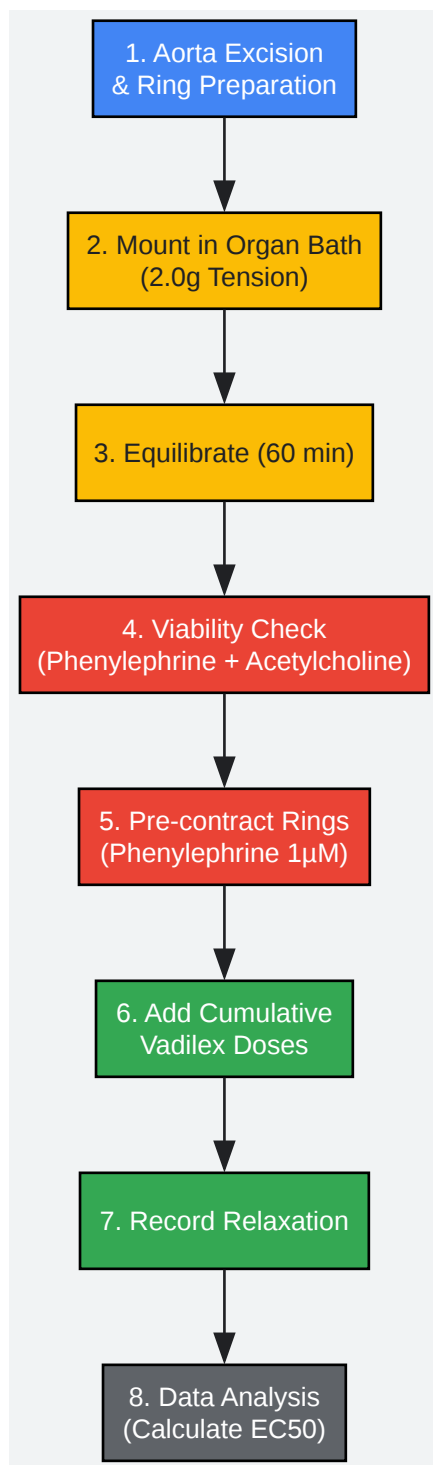 1. Aorta Excision
& Ring Preparation
2. Mount in Organ Bath
(2.0g Tension)
3. Equilibrate (60 min)
4. Viability Check
(Phenylephrine + Acetylcholine)
5. Pre-contract Rings
(Phenylephrine 1µM)
6. Add Cumulative
Vadilex Doses
7. Record Relaxation
8. Data Analysis
(Calculate EC50)